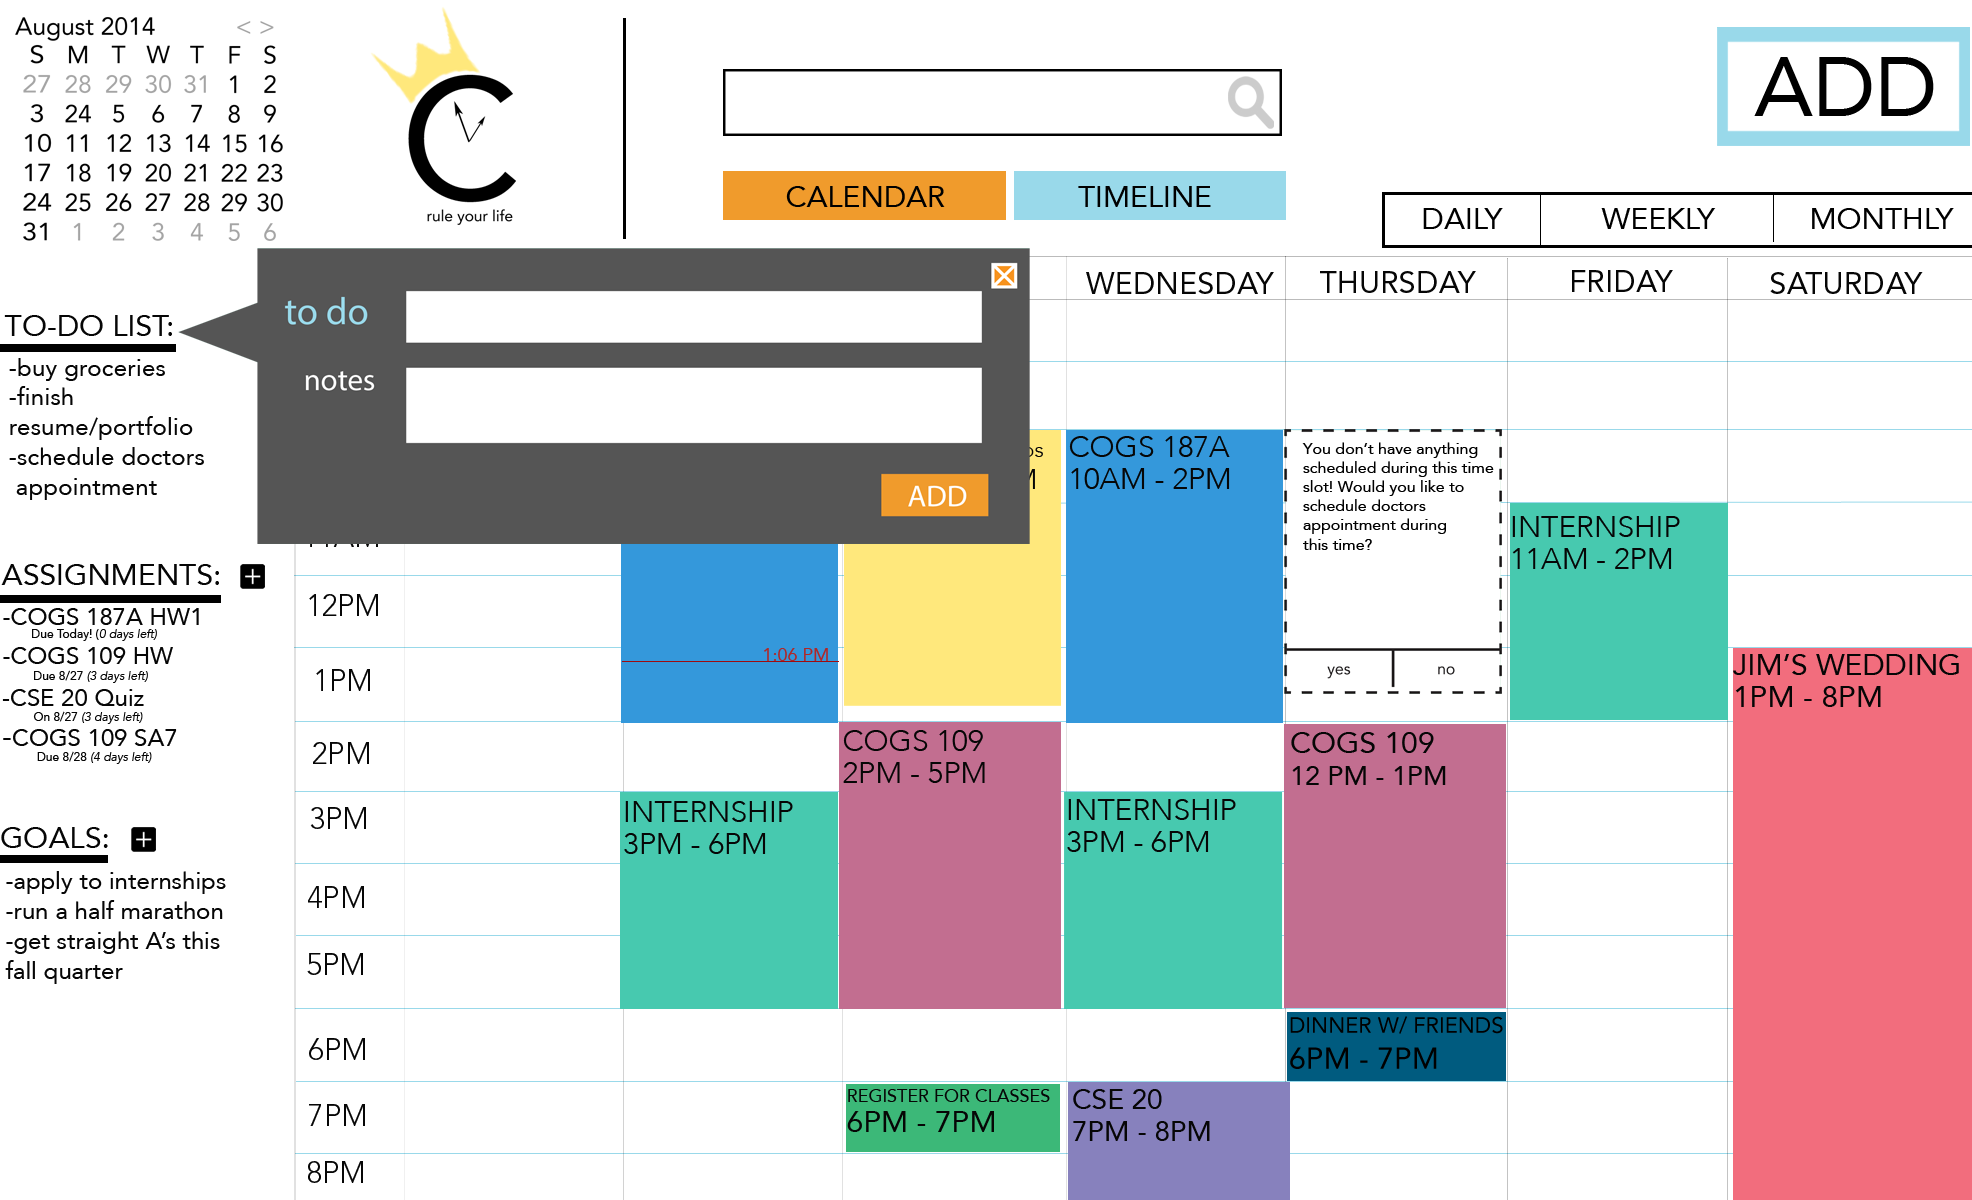 August 2014 < >
S M T W T F S
27 28 29 30 31 1 2
3 24 5 6 7 8 9
10 11 12 13 14 15 16
17 18 19 20 21 22 23
24 25 26 27 28 29 30
31 1 2 3 4 5 6
C
rule your life
ADD
CALENDAR
TIMELINE
DAILY
WEEKLY
MONTHLY
TO-DO LIST:
-buy groceries
-finish
resume/portfolio
-schedule doctors
appointment
ASSIGNMENTS:
-COGS 187A HW1
Due Today! (0 days left)
-COGS 109 HW
Due 8/27 (3 days left)
-CSE 20 Quiz
On 8/27 (3 days left)
-COGS 109 SA7
Due 8/28 (4 days left)
GOALS:
-apply to internships
-run a half marathon
-get straight A’s this
fall quarter
to do
notes
ADD
WEDNESDAY
THURSDAY
FRIDAY
SATURDAY
12PM
1PM
2PM
3PM
4PM
5PM
6PM
7PM
8PM
1:06 PM
INTERNSHIP
3PM - 6PM
COGS 109
2PM - 5PM
REGISTER FOR CLASSES
6PM - 7PM
COGS 187A
10AM - 2PM
INTERNSHIP
3PM - 6PM
CSE 20
7PM - 8PM
You don’t have anything
scheduled during this time
slot! Would you like to
schedule doctors
appointment during
this time?
yes
no
COGS 109
12 PM - 1PM
DINNER W/ FRIENDS
6PM - 7PM
INTERNSHIP
11AM - 2PM
JIM’S WEDDING
1PM - 8PM